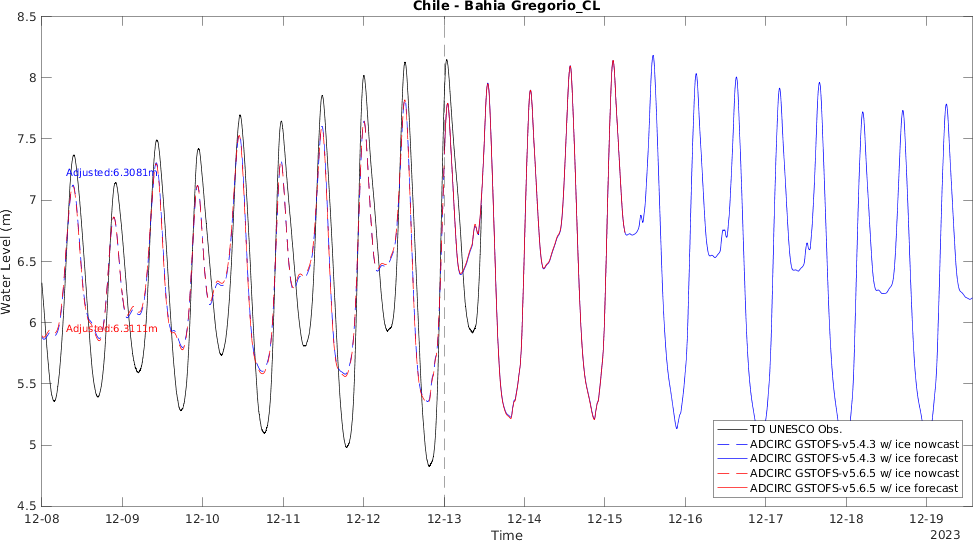 Chile - Bahia Gregorio_CL
8.5
8
7.5
7
6.5
6
5.5
5
4.5
Water Level (m)
Adjusted:6.3081m
Adjusted:6.3111m
TD UNESCO Obs.
ADCIRC GSTOFS-v5.4.3 w/ ice nowcast
ADCIRC GSTOFS-v5.4.3 w/ ice forecast
ADCIRC GSTOFS-v5.6.5 w/ ice nowcast
ADCIRC GSTOFS-v5.6.5 w/ ice forecast
12-08 12-09 12-10 12-11 12-12 12-13 12-14 12-15 12-16 12-17 12-18 12-19
Time
2023